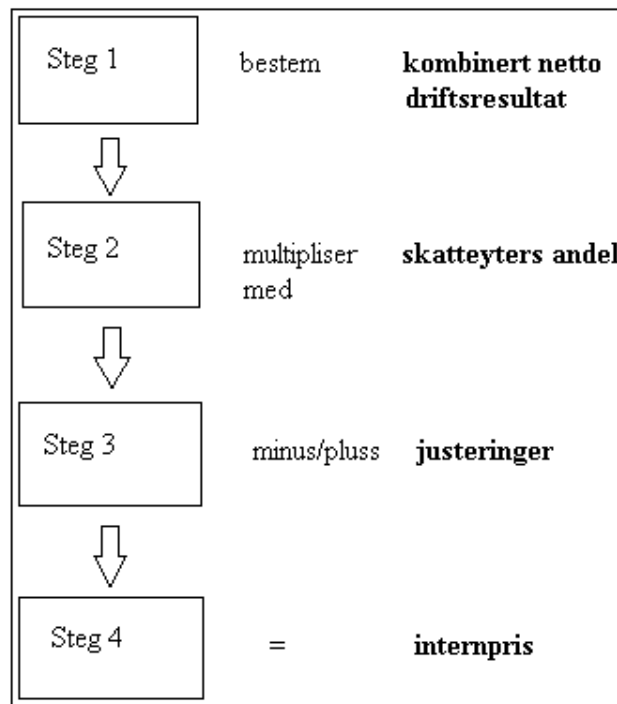 Steg 1 bestem kombinert netto
driftsresultat
Steg 2 multipliser skatteyters andel
med
Steg 3 minus/pluss justeringer
Steg 4 = internpris